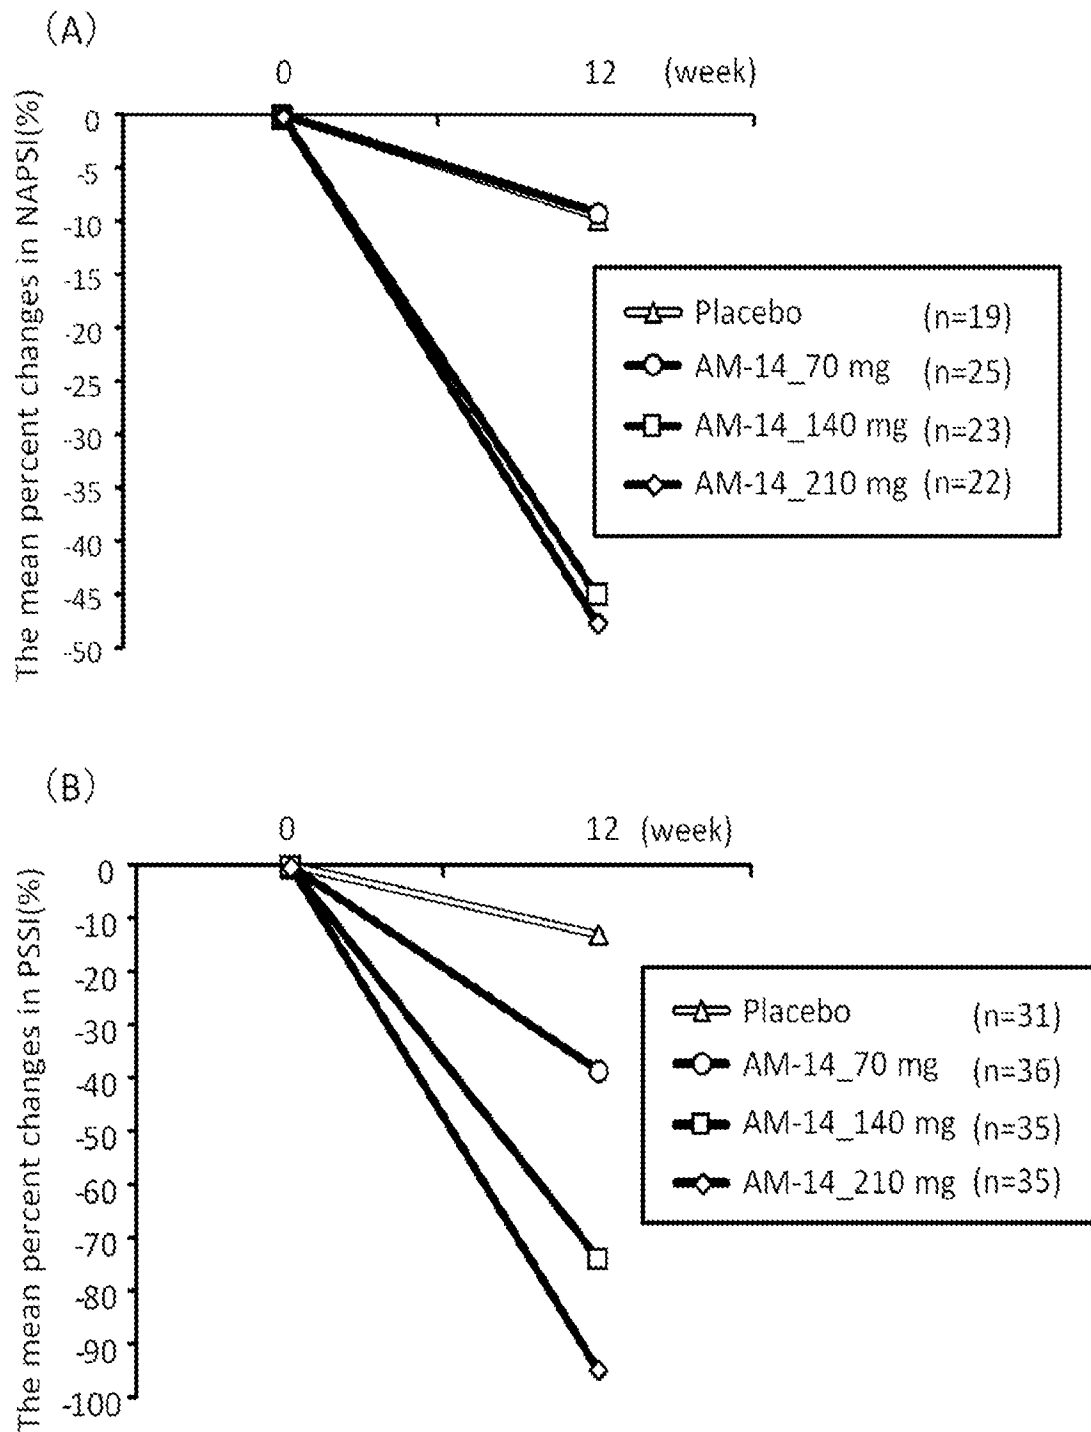 (A)
0 12 (week)
The mean percent changes in NAPSI(%)
0
-5
-10
-15
-20
-25
-30
-35
-40
-45
-50
Placebo (n=19)
AM-14_70 mg (n=25)
AM-14_140 mg (n=23)
AM-14_210 mg (n=22)
(B)
0 12 (week)
The mean percent changes in PSSI(%)
0
-10
-20
-30
-40
-50
-60
-70
-80
-90
-100
Placebo (n=31)
AM-14_70 mg (n=36)
AM-14_140 mg (n=35)
AM-14_210 mg (n=35)